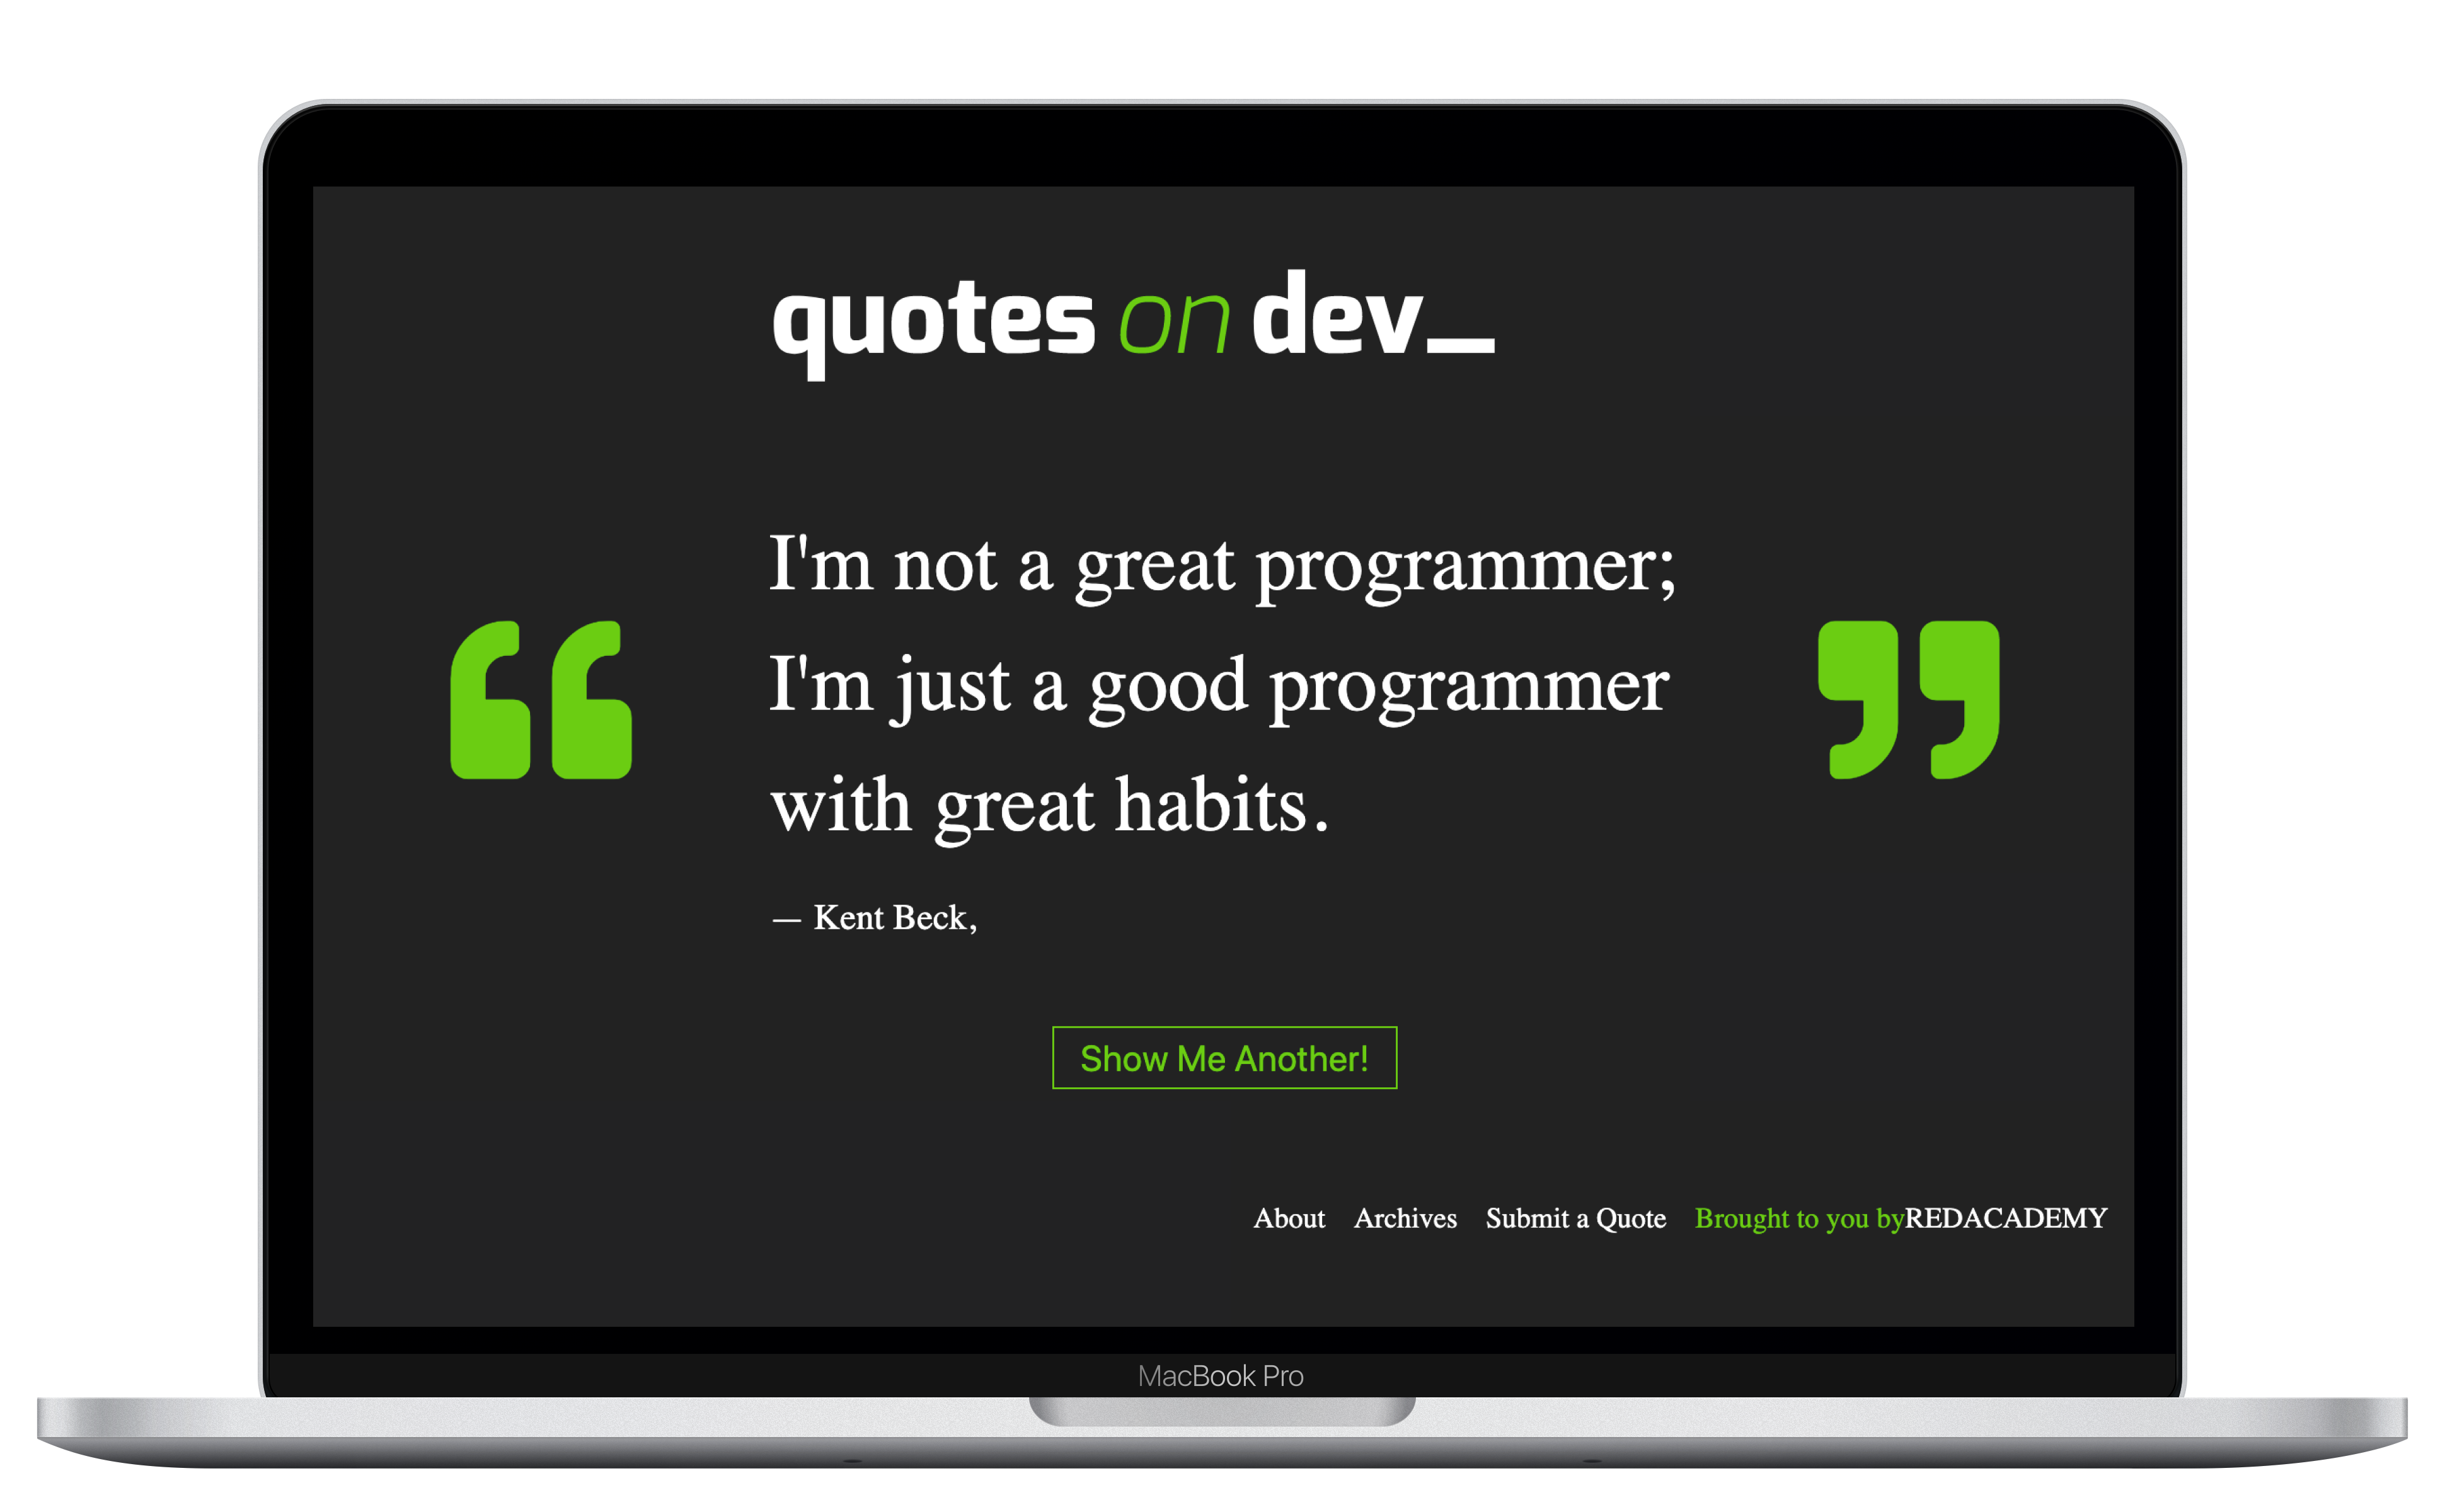 quotes on dev_
I'm not a great programmer;
I'm just a good programmer
with great habits.
— Kent Beck,
Show Me Another!
About Archives Submit a Quote Brought to you byREDACADEMY
MacBook Pro